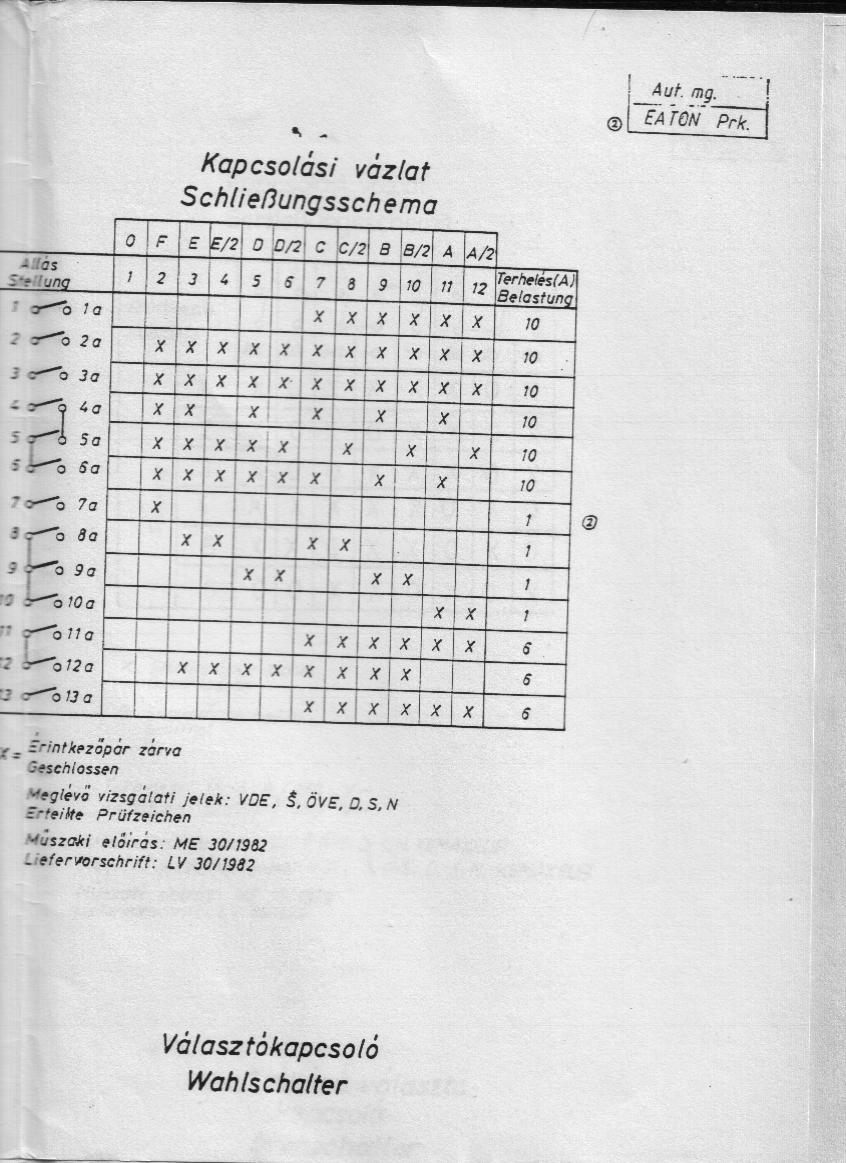 Aut. mg.
② EATON Prk.
Kapcsolási vázlat
Schließungsschema
0 F E E/2 D D/2 C C/2 B B/2 A A/2
Állás
Stellung 1 2 3 4 5 6 7 8 9 10 11 12 Terhelés(A)
Belastung
1 1a X X X X X X 10
2 2a X X X X X X X X X X X 10
3 3a X X X X X X X X X X X 10
4 4a X X X X X X 10
5 5a X X X X X X X X 10
6 6a X X X X X X X X 10
7 7a X 1 ②
8 8a X X X X 1
9 9a X X X X 1
10 10a X X 1
11 11a X X X X X X 6
12 12a X X X X X X X X 6
13 13a X X X X X X 6
X = Érintkezőpár zárva
Geschlossen
Meglévő vizsgálati jelek: VDE, Š, ÖVE, D, S, N
Erteilte Prüfzeichen
Műszaki előírás: ME 30/1982
Liefervorschrift: LV 30/1982
Választókapcsoló
Wahlschalter